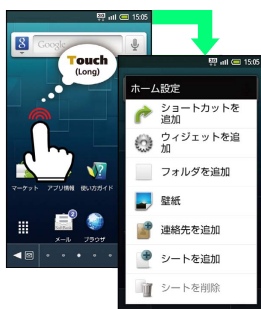 15:05
Google
Touch
(Long)
マーケット アプリ情報 使い方ガイド
2
メール ブラウザ
15:05
ホーム設定
ショートカットを
追加
ウィジェットを追
加
フォルダを追加
壁紙
連絡先を追加
シートを追加
シートを削除